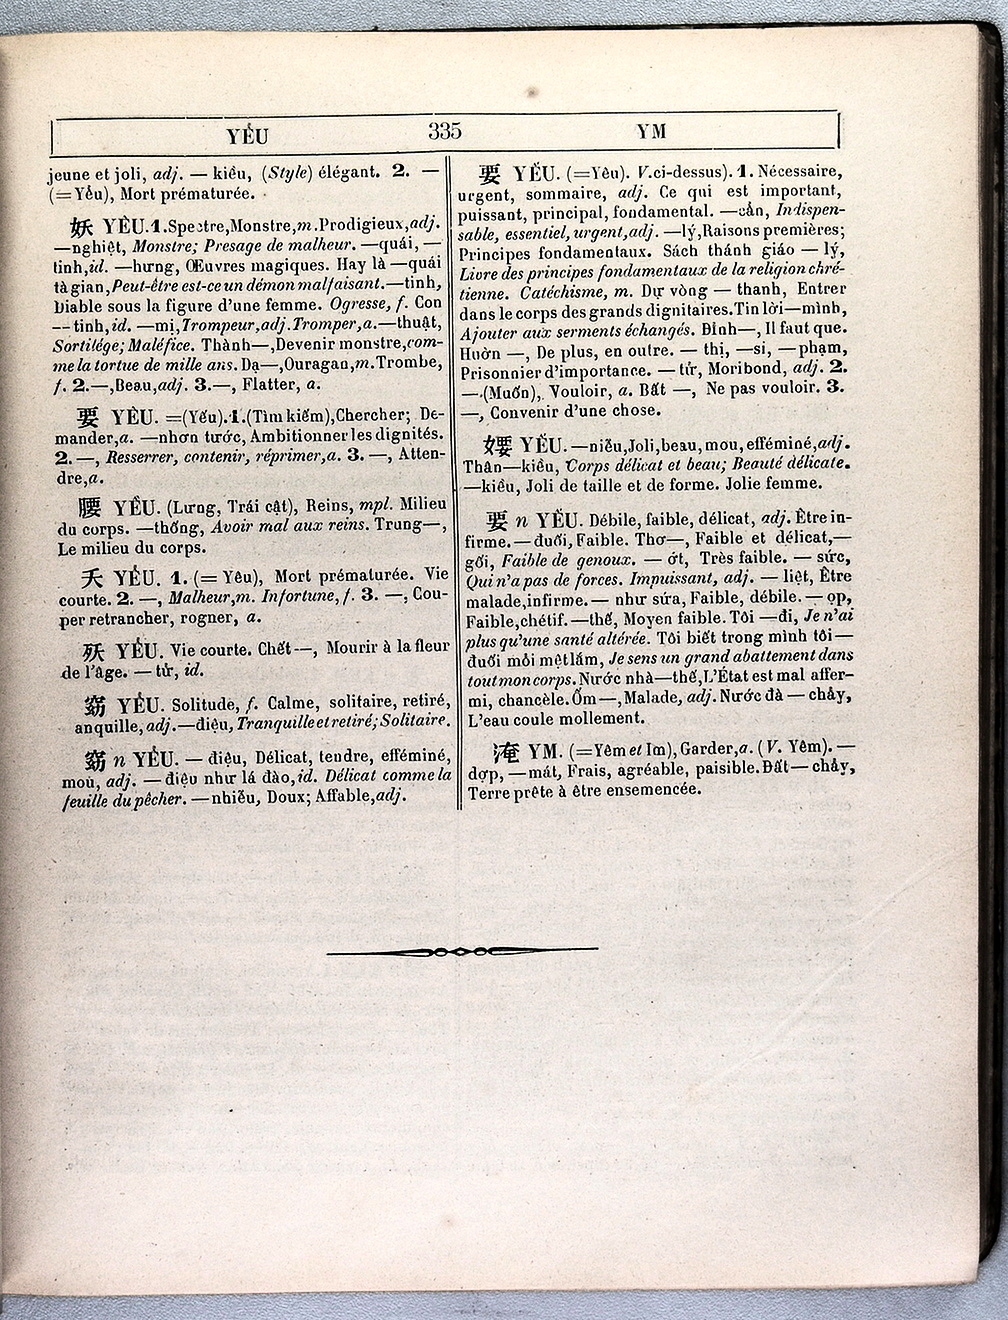 YỂU 335 YM
jeune et joli, adj. — kiều, (Style) élégant. 2. —
(=Yêu), Mort prématurée.
妖 YÊU.1.Spectre,Monstre,m.Prodigieux,adj.
—nghiệt, Monstre; Presage de malheur. —quái, —
tinh,id. —hưng, Œuvres magiques. Hay là —quái
tà gian,Peut-être est-ce un démon malfaisant.—tinh,
Diable sous la figure d'une femme. Ogresse, f. Con
—tinh,id. —mị,Trompeur,adj.Tromper,a.—thuật,
Sortilége; Maléfice. Thành—,Devenir monstre,com-
me la tortue de mille ans. Dạ—,Ouragan,m.Trombe,
f. 2.—,Beau,adj. 3.—, Flatter, a.
要 YÊU. =(Yếu).1.(Tìm kiếm),Chercher; De-
mander,a. —nhơn tước, Ambitionner les dignités.
2. —, Resserrer, contenir, réprimer,a. 3. —, Atten-
dre,a.
腰 YÊU. (Lưng, Trái cật), Reins, mpl. Milieu
du corps. —thống, Avoir mal aux reins. Trung—,
Le milieu du corps.
夭 YỂU. 1. (= Yêu), Mort prématurée. Vie
courte. 2. —, Malheur,m. Infortune, f. 3. —, Cou-
per retrancher, rogner, a.
殀 YỂU. Vie courte. Chết—, Mourir à la fleur
de l'âge. — tử, id.
窈 YỂU. Solitude, f. Calme, solitaire, retiré,
anquille, adj.—điệu, Tranquille et retiré; Solitaire.
窈 n YỂU. — điệu, Délicat, tendre, efféminé,
mou, adj. — điệu như lá đào,id. Délicat comme la
feuille du pêcher. —nhiễu, Doux; Affable,adj.
要 YẾU. (=Yêu). V.ci-dessus). 1. Nécessaire,
urgent, sommaire, adj. Ce qui est important,
puissant, principal, fondamental. —cần, Indispen-
sable, essentiel, urgent,adj. —lý,Raisons premières;
Principes fondamentaux. Sách thánh giáo — lý,
Livre des principes fondamentaux de la religion chré-
tienne. Catéchisme, m. Dự vòng — thanh, Entrer
dans le corps des grands dignitaires. Tin lời—mình,
Ajouter aux serments échangés. Đình—, Il faut que.
Huờn —, De plus, en outre. — thị, —si, —phạm,
Prisonnier d'importance. — tử, Moribond, adj. 2.
—.(Muốn), Vouloir, a. Bất —, Ne pas vouloir. 3.
—, Convenir d'une chose.
婹 YẾU. —niễu,Joli,beau, mou, efféminé,adj.
Thân—kiều, Corps délicat et beau; Beauté délicate.
—kiều, Joli de taille et de forme. Jolie femme.
要 n YẾU. Débile, faible, délicat, adj. Être in-
firme.—đuối, Faible. Thơ—, Faible et délicat,—
gối, Faible de genoux. — ớt, Très faible. — sức,
Qui n'a pas de forces. Impuissant, adj. — liệt, Être
malade,infirme.— như sứa, Faible, débile. — ọp,
Faible,chétif.—thế, Moyen faible. Tôi —đi, Je n'ai
plus qu'une santé altérée. Tôi biết trong mình tôi—
đuối mỏi mệt lắm, Je sens un grand abattement dans
tout mon corps. Nước nhà—thế,L'État est mal affer-
mi, chancèle. Ốm—, Malade, adj. Nước đà — chảy,
L'eau coule mollement.
淹 YM. (=Yêm et Im), Garder,a. (V. Yêm). —
dợp, — mát, Frais, agréable, paisible. Đất— chảy,
Terre prête à être ensemencée.